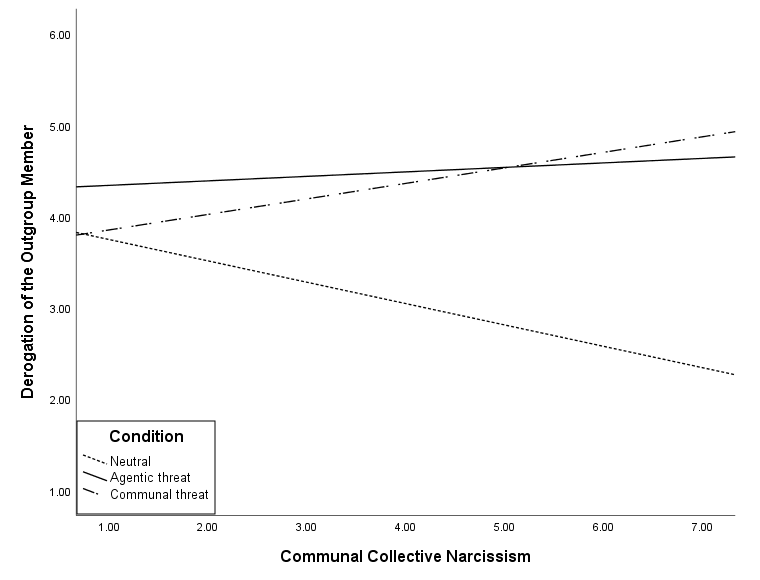 6.00
5.00
4.00
3.00
2.00
1.00
Derogation of the Outgroup Member
Condition
Neutral
Agentic threat
Communal threat
1.00 2.00 3.00 4.00 5.00 6.00 7.00
Communal Collective Narcissism